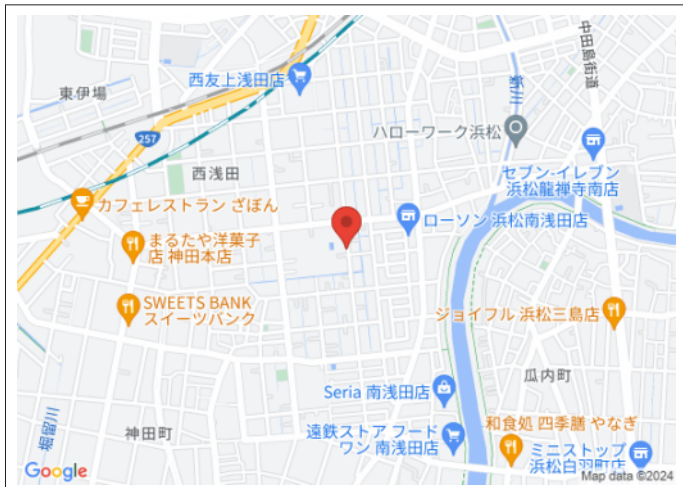 中田島街道
西友上浅田店
東伊場
新川
257
ハローワーク浜松
西浅田
セブン-イレブン
浜松龍禅寺南店
カフェレストラン ざぼん
ローソン 浜松南浅田店
まるたや洋菓子
店 神田本店
SWEETS BANK
スイーツバンク
ジョイフル 浜松三島店
瓜内町
Seria 南浅田店
堀留川
神田町
遠鉄ストア フード
ワン 南浅田店
和食処 四季膳 やなぎ
ミニストップ
浜松白羽町店
Google
Map data ©2024